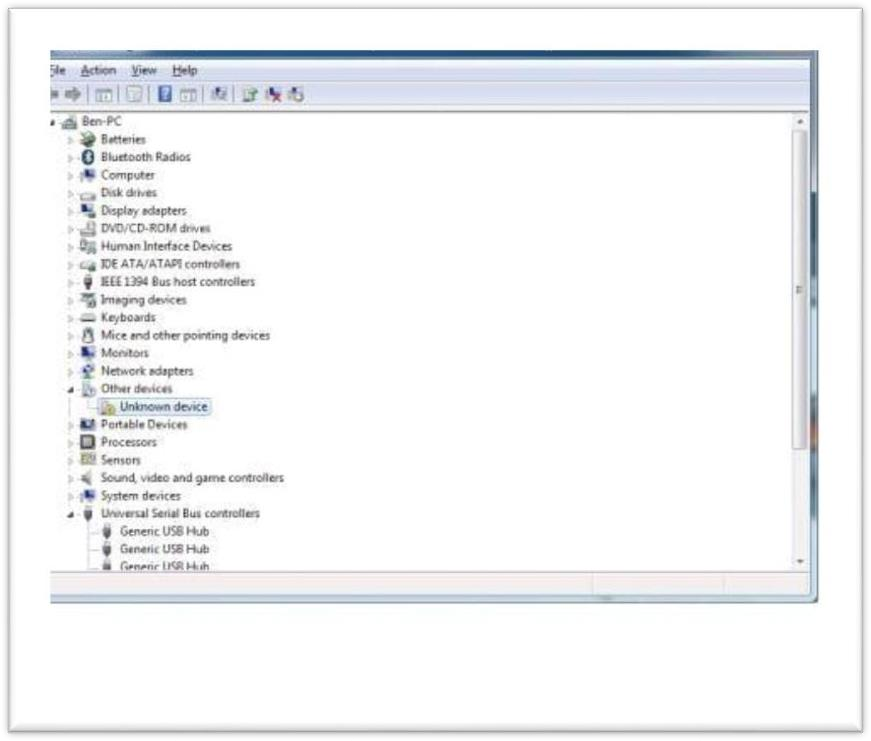 File Action View Help
Ben-PC
Batteries
Bluetooth Radios
Computer
Disk drives
Display adapters
DVD/CD-ROM drives
Human Interface Devices
IDE ATA/ATAPI controllers
IEEE 1394 Bus host controllers
Imaging devices
Keyboards
Mice and other pointing devices
Monitors
Network adapters
Other devices
Unknown device
Portable Devices
Processors
Sensors
Sound, video and game controllers
System devices
Universal Serial Bus controllers
Generic USB Hub
Generic USB Hub
Generic USB Hub